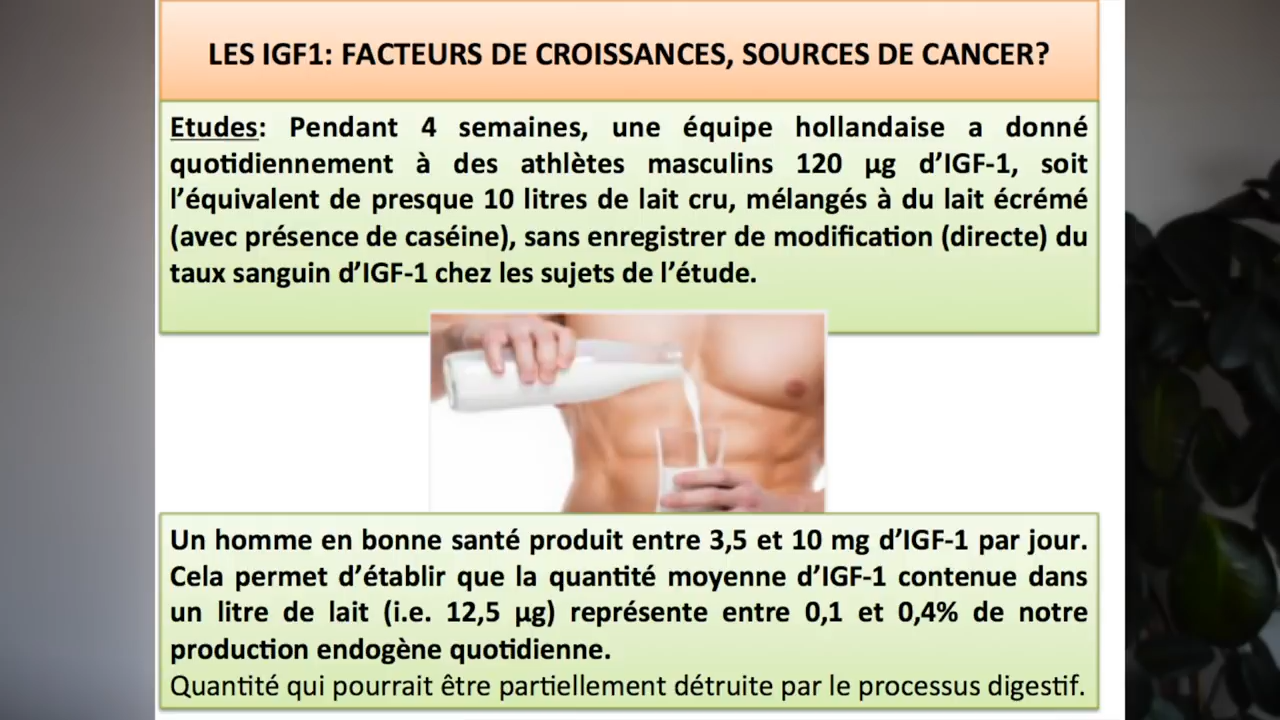 LES IGF1: FACTEURS DE CROISSANCES, SOURCES DE CANCER?
Etudes: Pendant 4 semaines, une équipe hollandaise a donné
quotidiennement à des athlètes masculins 120 µg d’IGF-1, soit
l’équivalent de presque 10 litres de lait cru, mélangés à du lait écrémé
(avec présence de caséine), sans enregistrer de modification (directe) du
taux sanguin d’IGF-1 chez les sujets de l’étude.
Un homme en bonne santé produit entre 3,5 et 10 mg d’IGF-1 par jour.
Cela permet d’établir que la quantité moyenne d’IGF-1 contenue dans
un litre de lait (i.e. 12,5 µg) représente entre 0,1 et 0,4% de notre
production endogène quotidienne.
Quantité qui pourrait être partiellement détruite par le processus digestif.